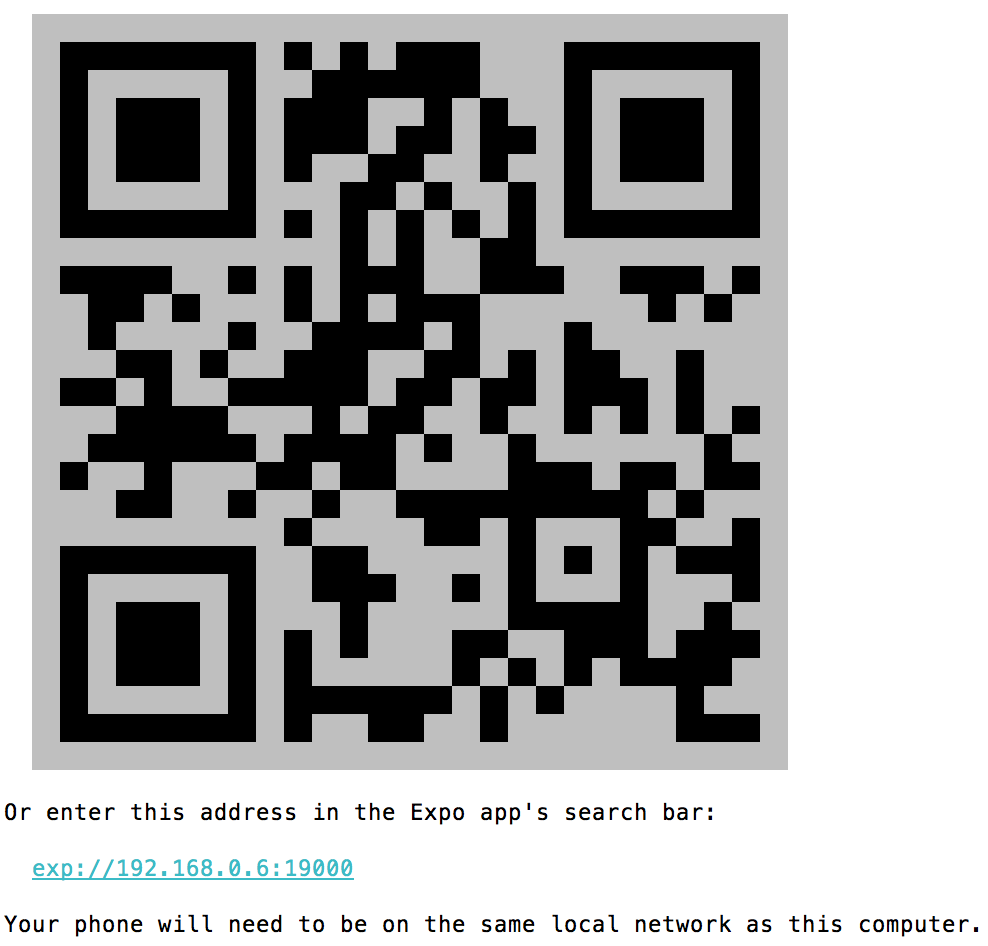 Or enter this address in the Expo app's search bar:
exp://192.168.0.6:19000
Your phone will need to be on the same local network as this computer.